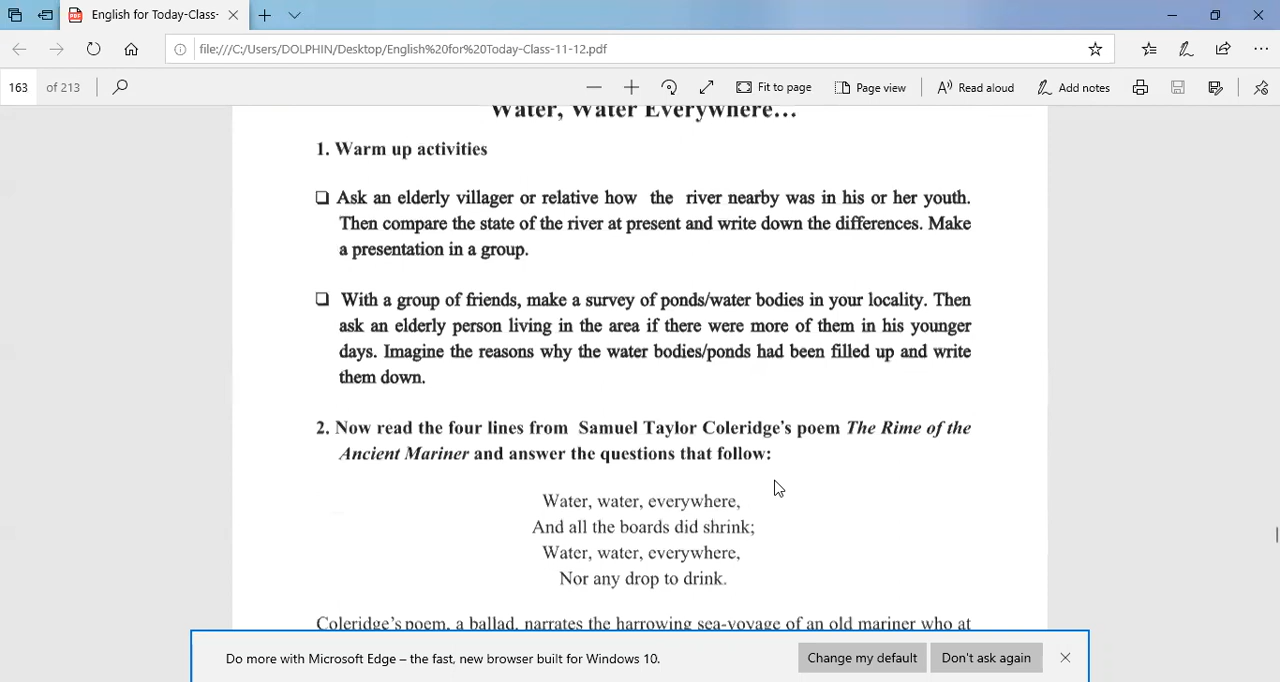 English for Today-Class-
file:///C:/Users/DOLPHIN/Desktop/English%20for%20Today-Class-11-12.pdf
163 of 213 Fit to page Page view Read aloud Add notes
Water, Water Everywhere...
1. Warm up activities
Ask an elderly villager or relative how the river nearby was in his or her youth.
Then compare the state of the river at present and write down the differences. Make
a presentation in a group.
With a group of friends, make a survey of ponds/water bodies in your locality. Then
ask an elderly person living in the area if there were more of them in his younger
days. Imagine the reasons why the water bodies/ponds had been filled up and write
them down.
2. Now read the four lines from Samuel Taylor Coleridge's poem The Rime of the
Ancient Mariner and answer the questions that follow:
Water, water, everywhere,
And all the boards did shrink;
Water, water, everywhere,
Nor any drop to drink.
Coleridge's poem, a ballad, narrates the harrowing sea-voyage of an old mariner who at
Do more with Microsoft Edge – the fast, new browser built for Windows 10. Change my default Don't ask again